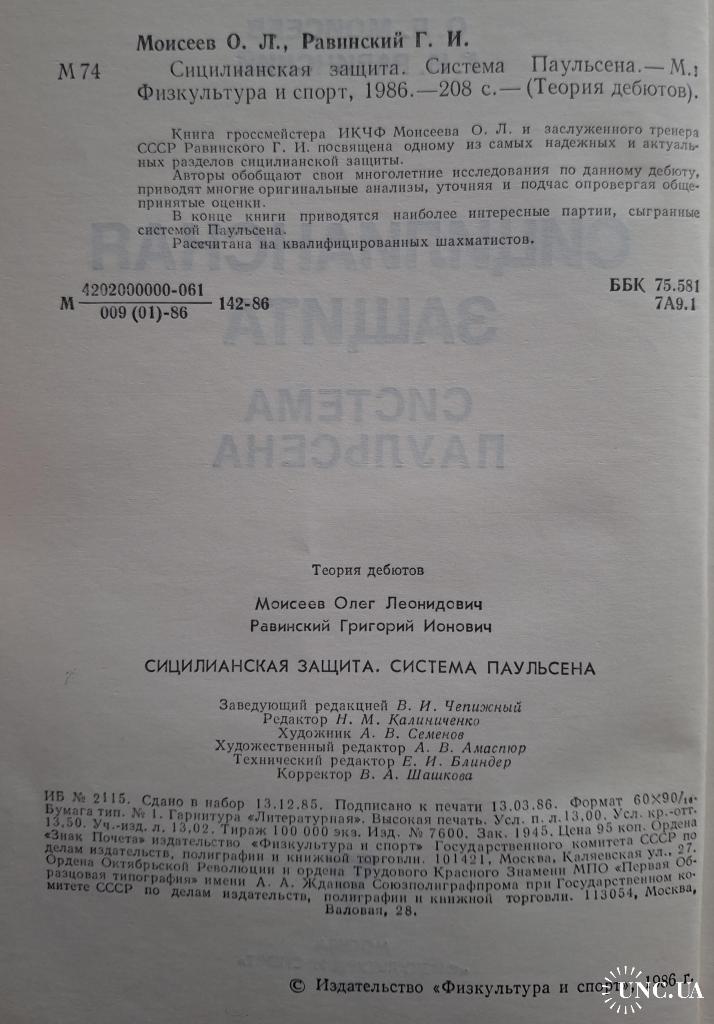 Моисеев О. Л., Равинский Г. И.
М 74 Сицилианская защита. Система Паульсена.— М.:
Физкультура и спорт, 1986.—208 с.— (Теория дебютов).
Книга гроссмейстера ИКЧФ Моисеева О. Л. и заслуженного тренера
СССР Равинского Г. И. посвящена одному из самых надежных и актуаль-
ных разделов сицилианской защиты.
Авторы обобщают свои многолетние исследования по данному дебюту,
приводят многие оригинальные анализы, уточняя и подчас опровергая обще-
принятые оценки.
В конце книги приводятся наиболее интересные партии, сыгранные
системой Паульсена.
Рассчитана на квалифицированных шахматистов.
М 4202000000-061
009 (01)-86
142-86
ББК 75.581
7А9.1
СИЦИЛИАНСКАЯ
ЗАЩИТА
СИСТЕМА
ПАУЛЬСЕНА
Теория дебютов
Моисеев Олег Леонидович
Равинский Григорий Ионович
СИЦИЛИАНСКАЯ ЗАЩИТА. СИСТЕМА ПАУЛЬСЕНА
Заведующий редакцией В. И. Чепижный
Редактор Н. М. Калиниченко
Художник А. В. Семенов
Художественный редактор А. В. Амаспюр
Технический редактор Е. И. Блиндер
Корректор В. А. Шашкова
ИБ № 2115. Сдано в набор 13.12.85. Подписано к печати 13.03.86. Формат 60×90/16.
Бумага тип. № 1. Гарнитура «Литературная». Высокая печать. Усл. п. л. 13,00. Усл. кр.-отт.
13,50. Уч.-изд. л. 13,02. Тираж 100 000 экз. Изд. № 7600. Зак. 1945. Цена 95 коп. Ордена
«Знак Почета» издательство «Физкультура и спорт» Государственного комитета СССР по
делам издательств, полиграфии и книжной торговли. 101421, Москва, Каляевская ул., 27.
Ордена Октябрьской Революции и ордена Трудового Красного Знамени МПО «Первая Об-
разцовая типография» имени А. А. Жданова Союзполиграфпрома при Государственном ко-
митете СССР по делам издательств, полиграфии и книжной торговли. 113054, Москва,
Валовая, 28.
© Издательство «Физкультура и спорт», 1986 г.
UNC.UA